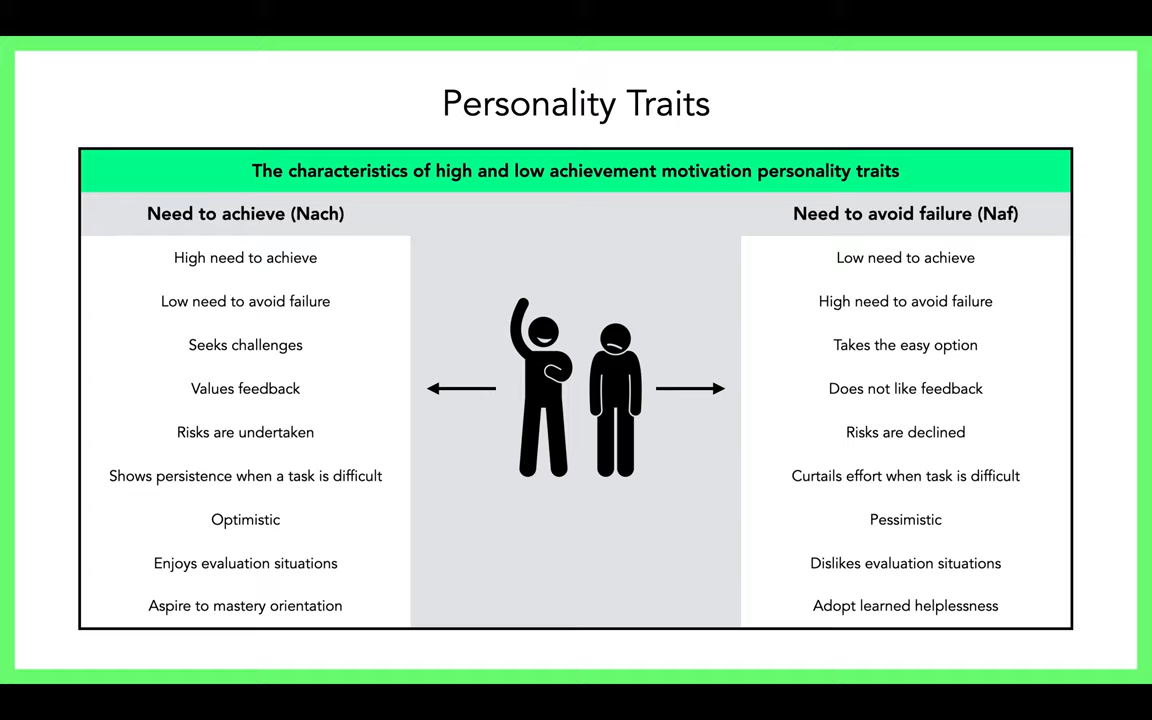 Personality Traits
The characteristics of high and low achievement motivation personality traits
Need to achieve (Nach)
Need to avoid failure (Naf)
High need to achieve
Low need to achieve
Low need to avoid failure
High need to avoid failure
Seeks challenges
Takes the easy option
Values feedback
Does not like feedback
Risks are undertaken
Risks are declined
Shows persistence when a task is difficult
Curtails effort when task is difficult
Optimistic
Pessimistic
Enjoys evaluation situations
Dislikes evaluation situations
Aspire to mastery orientation
Adopt learned helplessness